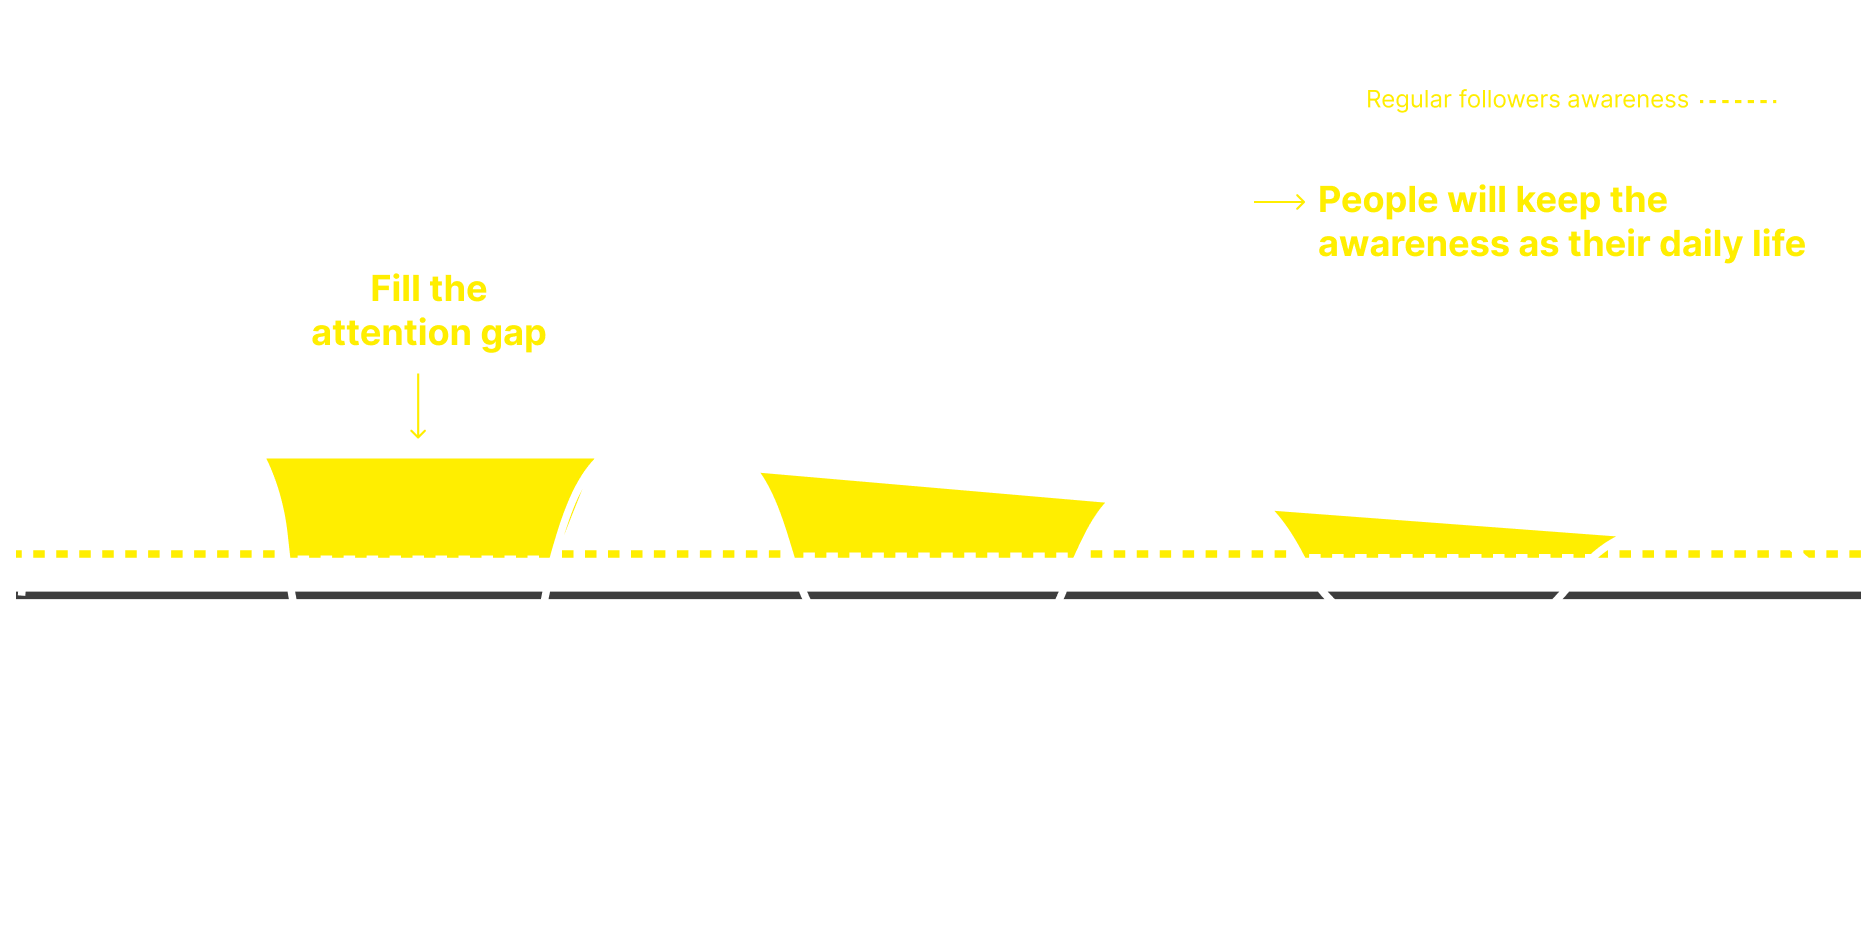 Regular followers awareness
People will keep the
awareness as their daily life
Fill the
attention gap